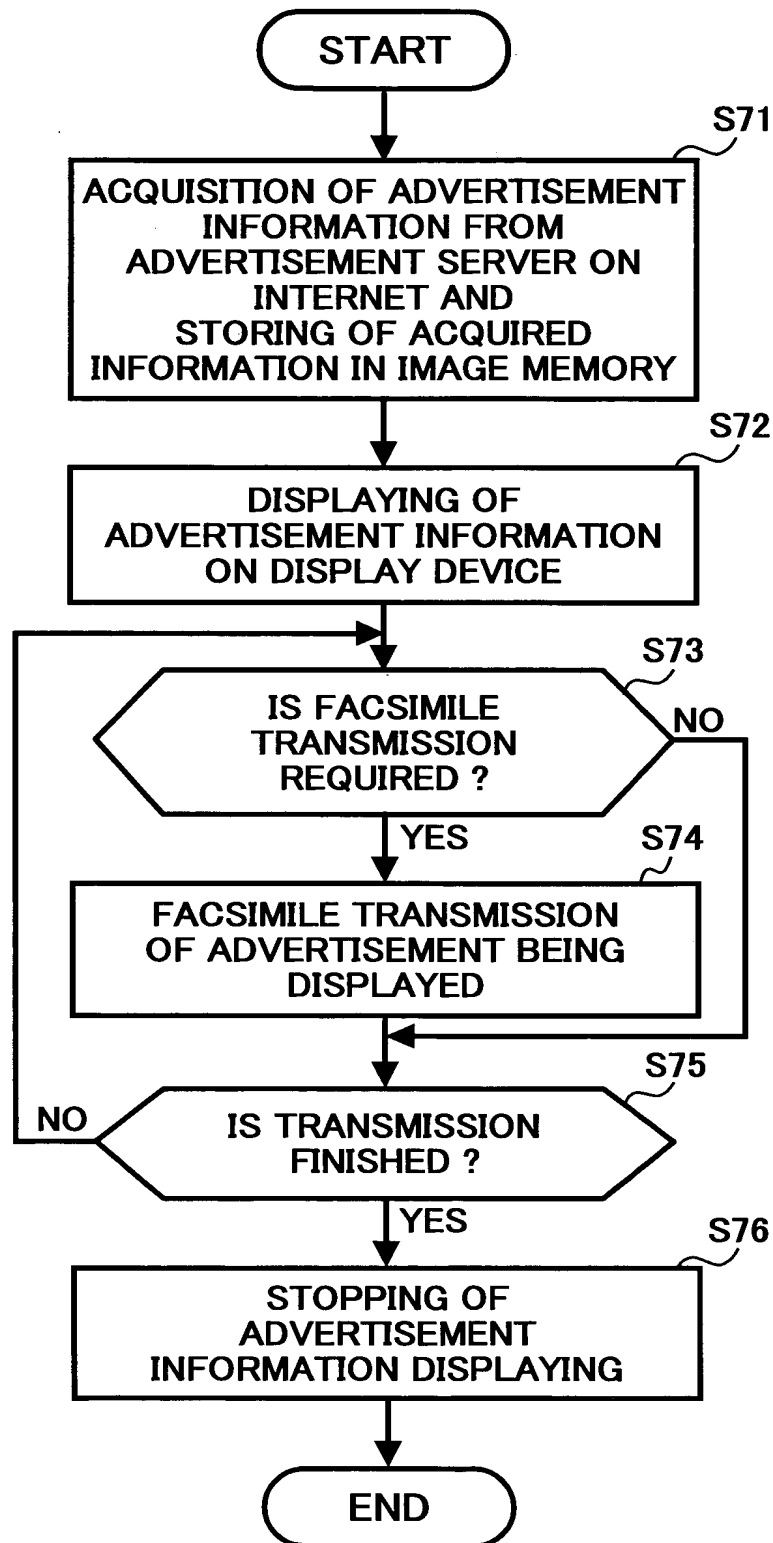 START
S71
ACQUISITION OF ADVERTISEMENT
INFORMATION FROM
ADVERTISEMENT SERVER ON
INTERNET AND
STORING OF ACQUIRED
INFORMATION IN IMAGE MEMORY
S72
DISPLAYING OF
ADVERTISEMENT INFORMATION
ON DISPLAY DEVICE
S73
IS FACSIMILE
TRANSMISSION
REQUIRED ?
NO
YES
S74
FACSIMILE TRANSMISSION
OF ADVERTISEMENT BEING
DISPLAYED
S75
NO
IS TRANSMISSION
FINISHED ?
YES
S76
STOPPING OF
ADVERTISEMENT
INFORMATION DISPLAYING
END